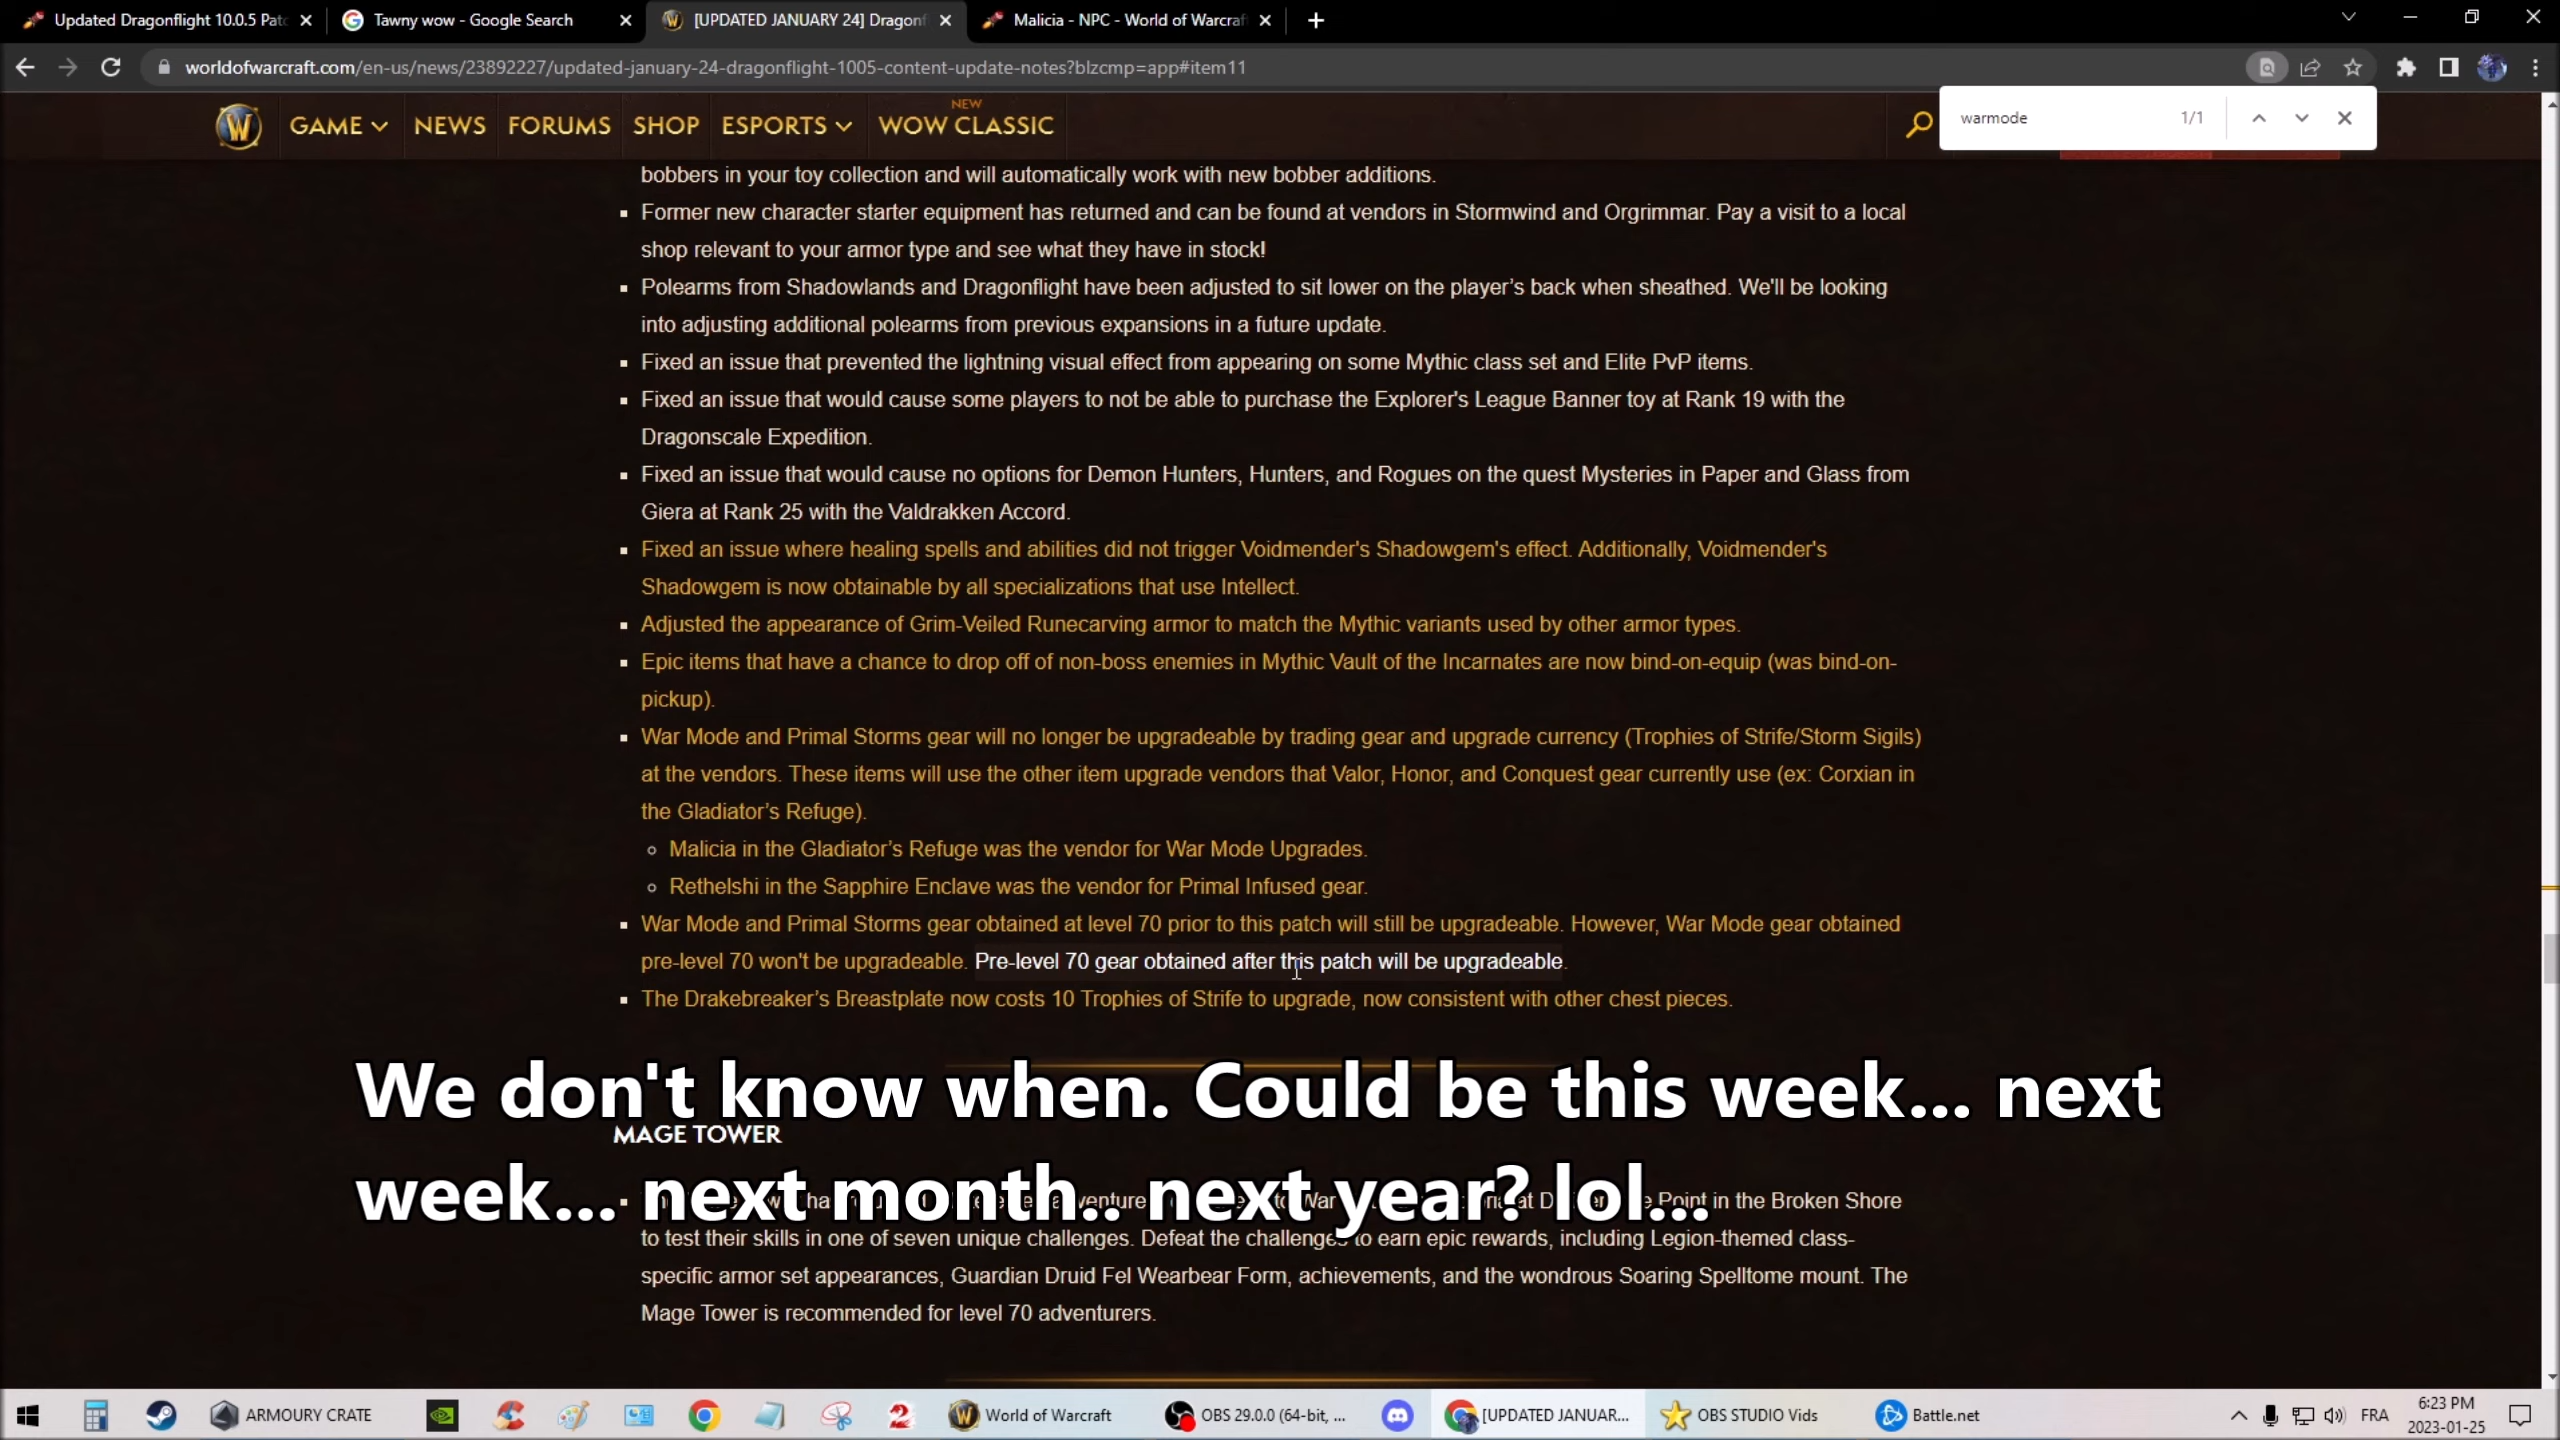 Updated Dragonflight 10.0.5 Pat
Tawny wow - Google Search
[UPDATED JANUARY 24] Dragonf
Malicia - NPC - World of Warcraf
worldofwarcraft.com/en-us/news/23892227/updated-january-24-dragonflight-1005-content-update-notes?blzcmp=app#item11
GAME NEWS FORUMS SHOP ESPORTS NEW WOW CLASSIC
warmode 1/1
bobbers in your toy collection and will automatically work with new bobber additions.
Former new character starter equipment has returned and can be found at vendors in Stormwind and Orgrimmar. Pay a visit to a local
shop relevant to your armor type and see what they have in stock!
Polearms from Shadowlands and Dragonflight have been adjusted to sit lower on the player’s back when sheathed. We'll be looking
into adjusting additional polearms from previous expansions in a future update.
Fixed an issue that prevented the lightning visual effect from appearing on some Mythic class set and Elite PvP items.
Fixed an issue that would cause some players to not be able to purchase the Explorer's League Banner toy at Rank 19 with the
Dragonscale Expedition.
Fixed an issue that would cause no options for Demon Hunters, Hunters, and Rogues on the quest Mysteries in Paper and Glass from
Giera at Rank 25 with the Valdrakken Accord.
Fixed an issue where healing spells and abilities did not trigger Voidmender's Shadowgem's effect. Additionally, Voidmender's
Shadowgem is now obtainable by all specializations that use Intellect.
Adjusted the appearance of Grim-Veiled Runecarving armor to match the Mythic variants used by other armor types.
Epic items that have a chance to drop off of non-boss enemies in Mythic Vault of the Incarnates are now bind-on-equip (was bind-on-
pickup).
War Mode and Primal Storms gear will no longer be upgradeable by trading gear and upgrade currency (Trophies of Strife/Storm Sigils)
at the vendors. These items will use the other item upgrade vendors that Valor, Honor, and Conquest gear currently use (ex: Corxian in
the Gladiator’s Refuge).
Malicia in the Gladiator’s Refuge was the vendor for War Mode Upgrades.
Rethelshi in the Sapphire Enclave was the vendor for Primal Infused gear.
War Mode and Primal Storms gear obtained at level 70 prior to this patch will still be upgradeable. However, War Mode gear obtained
pre-level 70 won't be upgradeable. Pre-level 70 gear obtained after this patch will be upgradeable.
The Drakebreaker’s Breastplate now costs 10 Trophies of Strife to upgrade, now consistent with other chest pieces.
We don't know when. Could be this week... next
MAGE TOWER
week... next month.. next year? lol...
Point in the Broken Shore
to test their skills in one of seven unique challenges. Defeat the challenges to earn epic rewards, including Legion-themed class-
specific armor set appearances, Guardian Druid Fel Wearbear Form, achievements, and the wondrous Soaring Spelltome mount. The
Mage Tower is recommended for level 70 adventurers.
ARMOURY CRATE
World of Warcraft
OBS 29.0.0 (64-bit, ...
[UPDATED JANUAR...
OBS STUDIO Vids
Battle.net
FRA
6:23 PM
2023-01-25